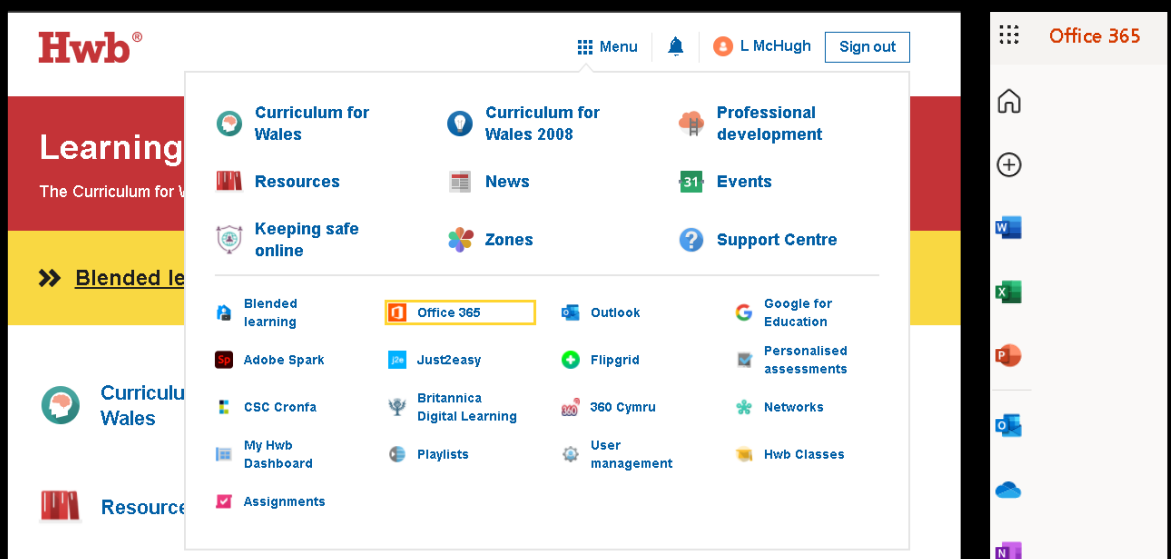 Hwb®
Menu
L McHugh
Sign out
Office 365
Learning
The Curriculum for W
Blended le
Curriculu
Wales
Resource
Curriculum for
Wales
Curriculum for
Wales 2008
Professional
development
Resources
News
31
Events
Keeping safe
online
Zones
?
Support Centre
Blended
learning
Office 365
Outlook
G
Google for
Education
Sp
Adobe Spark
j2e
Just2easy
Flipgrid
Personalised
assessments
CSC Cronfa
Britannica
Digital Learning
360
360 Cymru
Networks
My Hwb
Dashboard
Playlists
User
management
Hwb Classes
Assignments
W
X
P
O
N